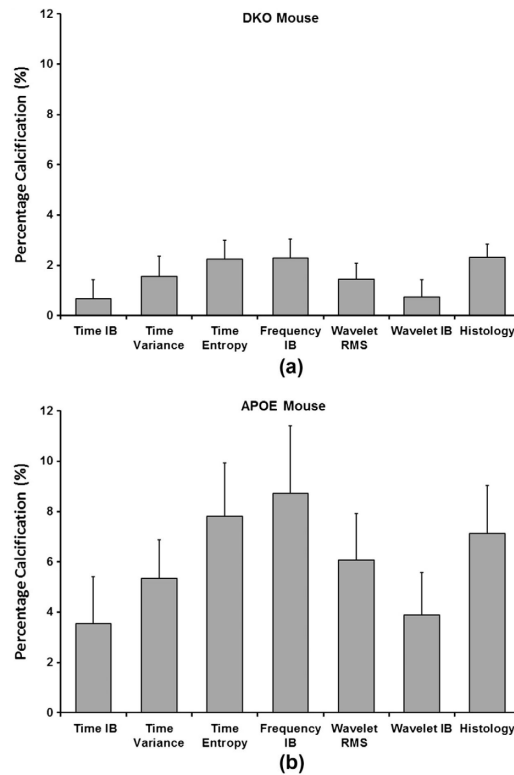 DKO Mouse
Percentage Calcification (%)
12
10
8
6
4
2
0
Time IB
Time Variance
Time Entropy
Frequency IB
Wavelet RMS
Wavelet IB
Histology
(a)
APOE Mouse
Percentage Calcification (%)
12
10
8
6
4
2
0
Time IB
Time Variance
Time Entropy
Frequency IB
Wavelet RMS
Wavelet IB
Histology
(b)